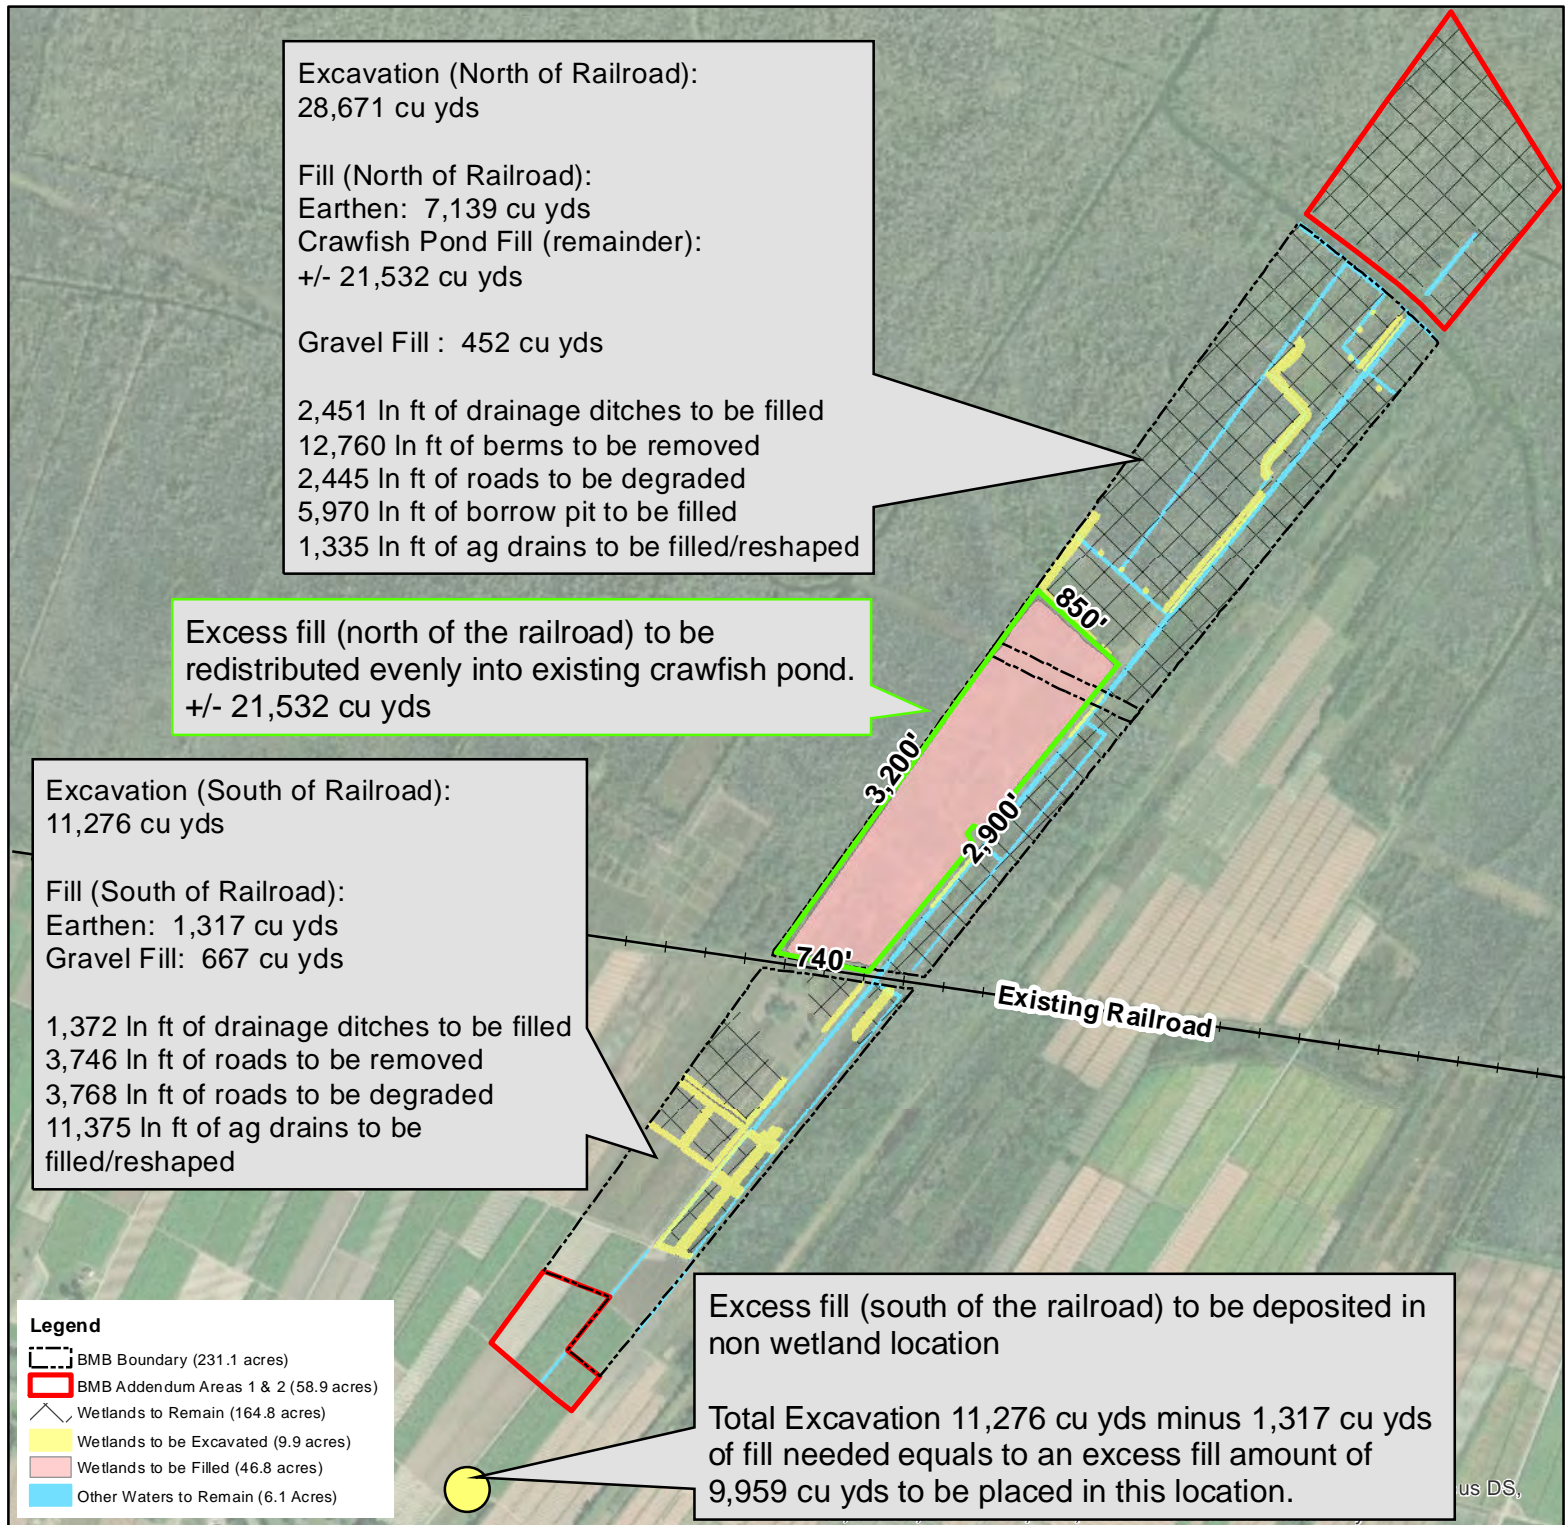 Excavation (North of Railroad):
28,671 cu yds
Fill (North of Railroad):
Earthen: 7,139 cu yds
Crawfish Pond Fill (remainder):
+/- 21,532 cu yds
Gravel Fill : 452 cu yds
2,451 ln ft of drainage ditches to be filled
12,760 ln ft of berms to be removed
2,445 ln ft of roads to be degraded
5,970 ln ft of borrow pit to be filled
1,335 ln ft of ag drains to be filled/reshaped
850'
Excess fill (north of the railroad) to be
redistributed evenly into existing crawfish pond.
+/- 21,532 cu yds
3,200'
2,900'
740'
Existing Railroad
Excavation (South of Railroad):
11,276 cu yds
Fill (South of Railroad):
Earthen: 1,317 cu yds
Gravel Fill: 667 cu yds
1,372 ln ft of drainage ditches to be filled
3,746 ln ft of roads to be removed
3,768 ln ft of roads to be degraded
11,375 ln ft of ag drains to be
filled/reshaped
Excess fill (south of the railroad) to be deposited in
non wetland location
Total Excavation 11,276 cu yds minus 1,317 cu yds
of fill needed equals to an excess fill amount of
9,959 cu yds to be placed in this location.
us DS,
Legend
BMB Boundary (231.1 acres)
BMB Addendum Areas 1 & 2 (58.9 acres)
Wetlands to Remain (164.8 acres)
Wetlands to be Excavated (9.9 acres)
Wetlands to be Filled (46.8 acres)
Other Waters to Remain (6.1 Acres)